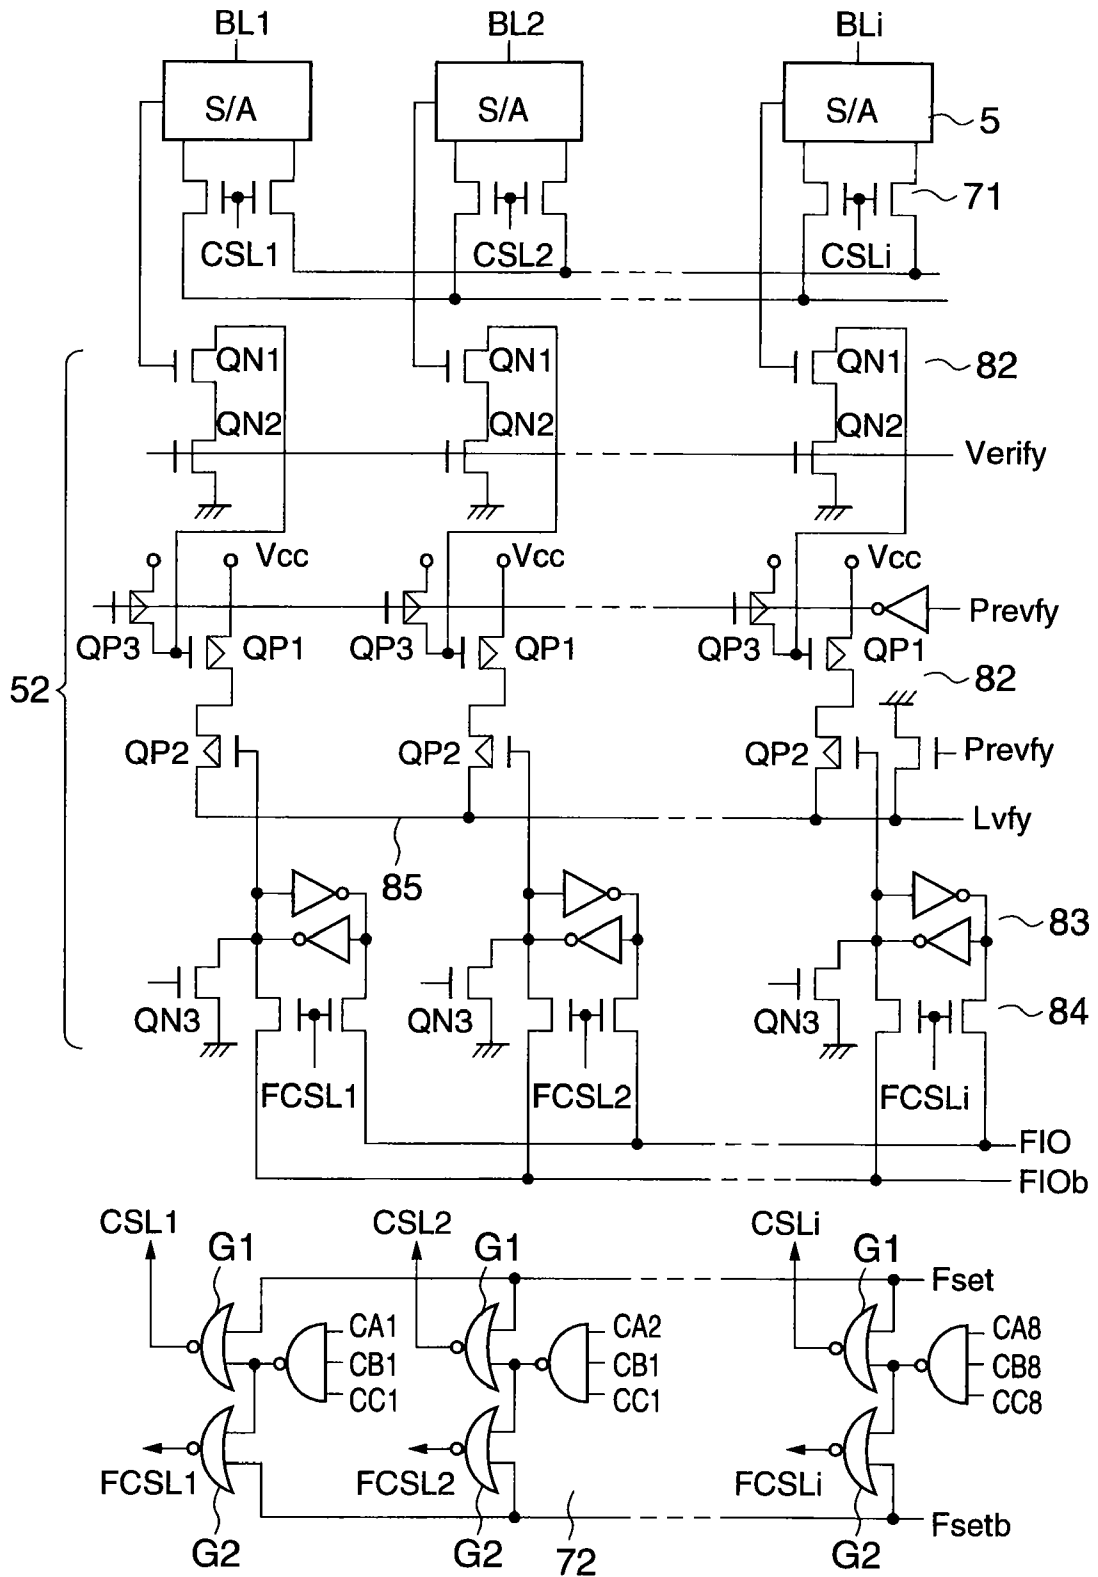 BL1 BL2 BLi
S/A S/A S/A 5
71
CSL1 CSL2 CSLi
QN1 QN1 QN1 82
QN2 QN2 QN2
Verify
Vcc Vcc Vcc
Prevfy
QP3 QP1 QP3 QP1 QP3 QP1
52 82
QP2 QP2 QP2 Prevfy
Lvfy
85
83
QN3 QN3 QN3 84
FCSL1 FCSL2 FCSLi
FIO
FIOb
CSL1 CSL2 CSLi
G1 G1 G1
Fset
CA1 CA2 CA8
CB1 CB1 CB8
CC1 CC1 CC8
FCSL1 FCSL2 FCSLi
Fsetb
G2 G2 72 G2